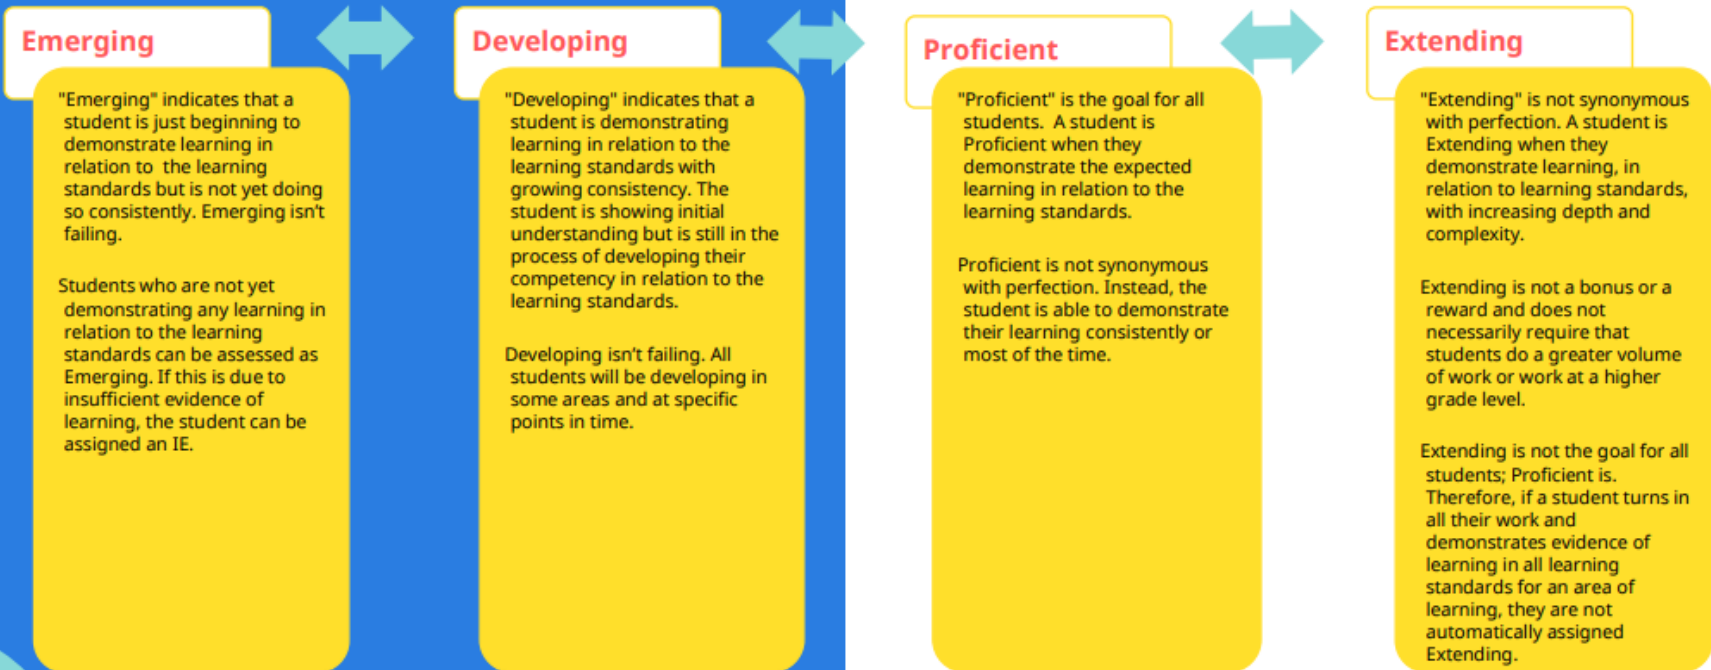 Emerging
"Emerging" indicates that a
student is just beginning to
demonstrate learning in
relation to the learning
standards but is not yet doing
so consistently. Emerging isn't
failing.
Students who are not yet
demonstrating any learning in
relation to the learning
standards can be assessed as
Emerging. If this is due to
insufficient evidence of
learning, the student can be
assigned an IE.
Developing
"Developing" indicates that a
student is demonstrating
learning in relation to the
learning standards with
growing consistency. The
student is showing initial
understanding but is still in the
process of developing their
competency in relation to the
learning standards.
Developing isn't failing. All
students will be developing in
some areas and at specific
points in time.
Proficient
"Proficient" is the goal for all
students. A student is
Proficient when they
demonstrate the expected
learning in relation to the
learning standards.
Proficient is not synonymous
with perfection. Instead, the
student is able to demonstrate
their learning consistently or
most of the time.
Extending
"Extending" is not synonymous
with perfection. A student is
Extending when they
demonstrate learning, in
relation to learning standards,
with increasing depth and
complexity.
Extending is not a bonus or a
reward and does not
necessarily require that
students do a greater volume
of work or work at a higher
grade level.
Extending is not the goal for all
students; Proficient is.
Therefore, if a student turns in
all their work and
demonstrates evidence of
learning in all learning
standards for an area of
learning, they are not
automatically assigned
Extending.